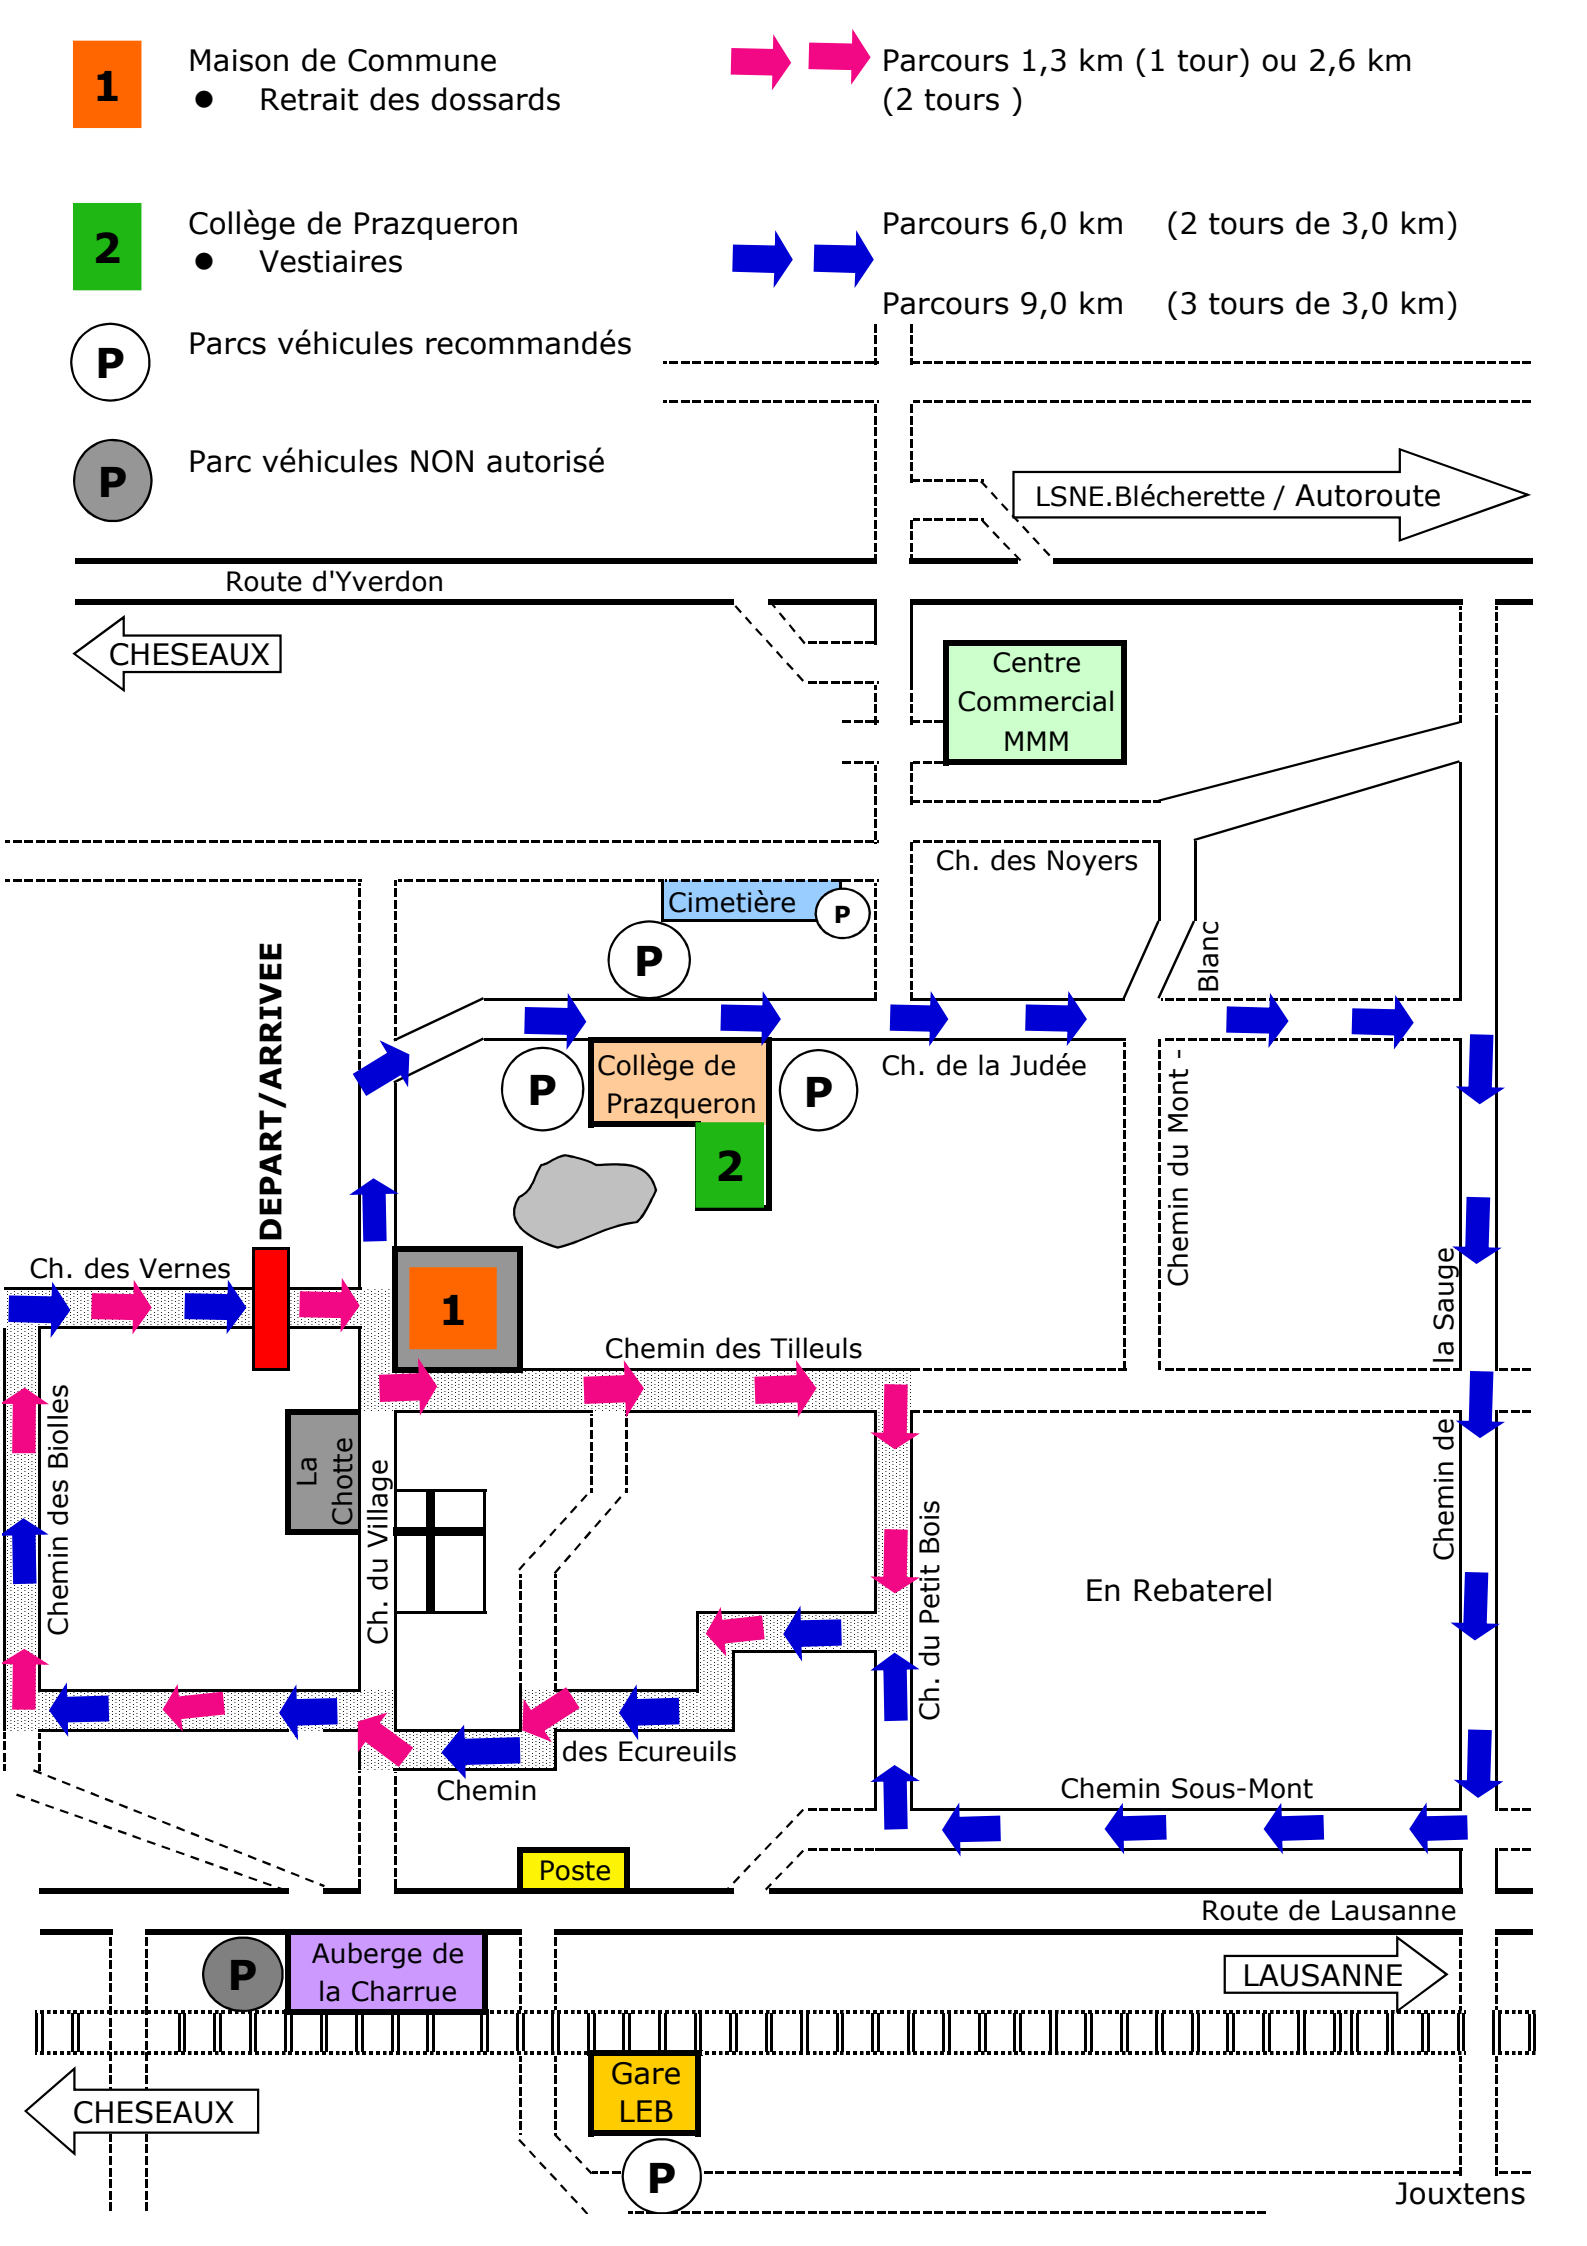 1
Maison de Commune
● Retrait des dossards
Parcours 1,3 km (1 tour) ou 2,6 km
(2 tours )
2
Collège de Prazqueron
● Vestiaires
Parcours 6,0 km (2 tours de 3,0 km)
Parcours 9,0 km (3 tours de 3,0 km)
P
Parcs véhicules recommandés
P
Parc véhicules NON autorisé
LSNE.Blécherette / Autoroute
Route d'Yverdon
CHESEAUX
Centre
Commercial
MMM
Ch. des Noyers
Cimetière
P
P
Blanc
Chemin du Mont -
DEPART/ARRIVEE
P
Collège de
Prazqueron
P
Ch. de la Judée
2
Ch. des Vernes
1
la Sauge
Chemin de
Chemin des Tilleuls
Chemin des Biolles
La
Chotte
Ch. du Village
Ch. du Petit Bois
En Rebaterel
des Ecureuils
Chemin
Chemin Sous-Mont
Poste
Route de Lausanne
P
Auberge de
la Charrue
LAUSANNE
Gare
LEB
CHESEAUX
P
Jouxtens